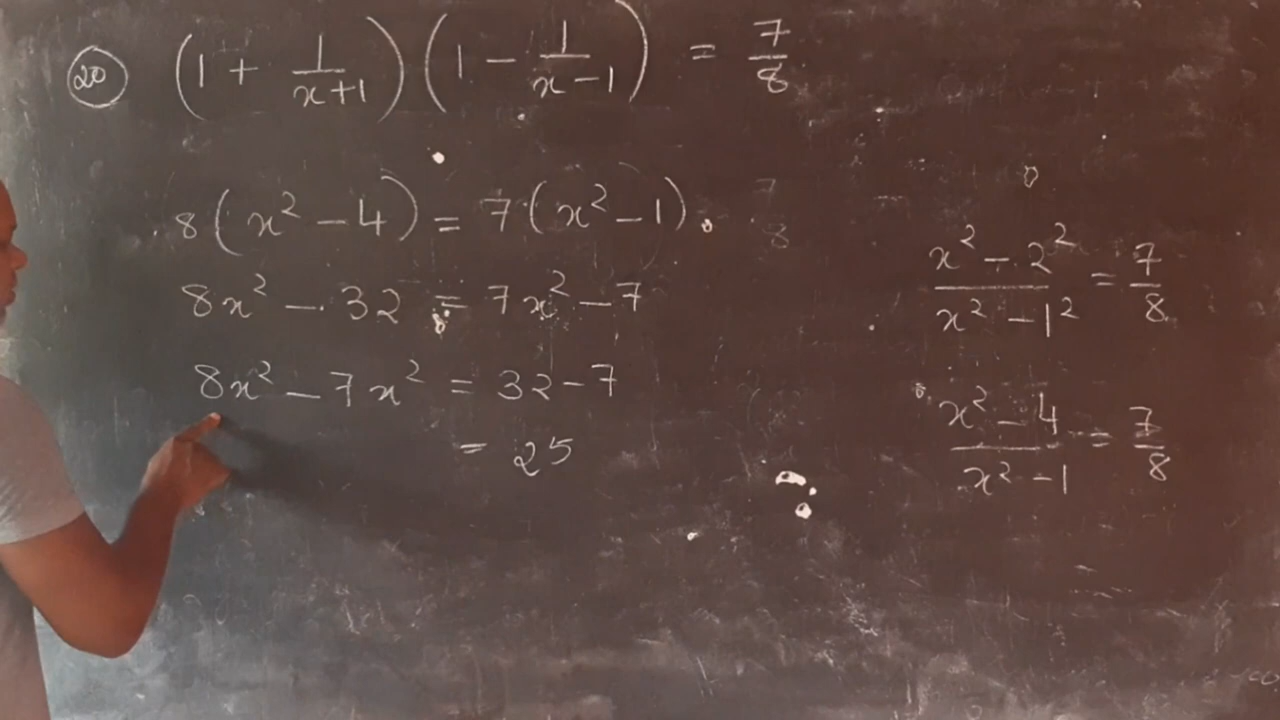 20 (1 + 1/(x+1)) (1 − 1/(x−1)) = 7/8
8(x² − 4) = 7(x² − 1)
8x² − 32 = 7x² − 7
8x² − 7x² = 32 − 7
= 25
(x² − 2²)/(x² − 1²) = 7/8
(x² − 4)/(x² − 1) = 7/8